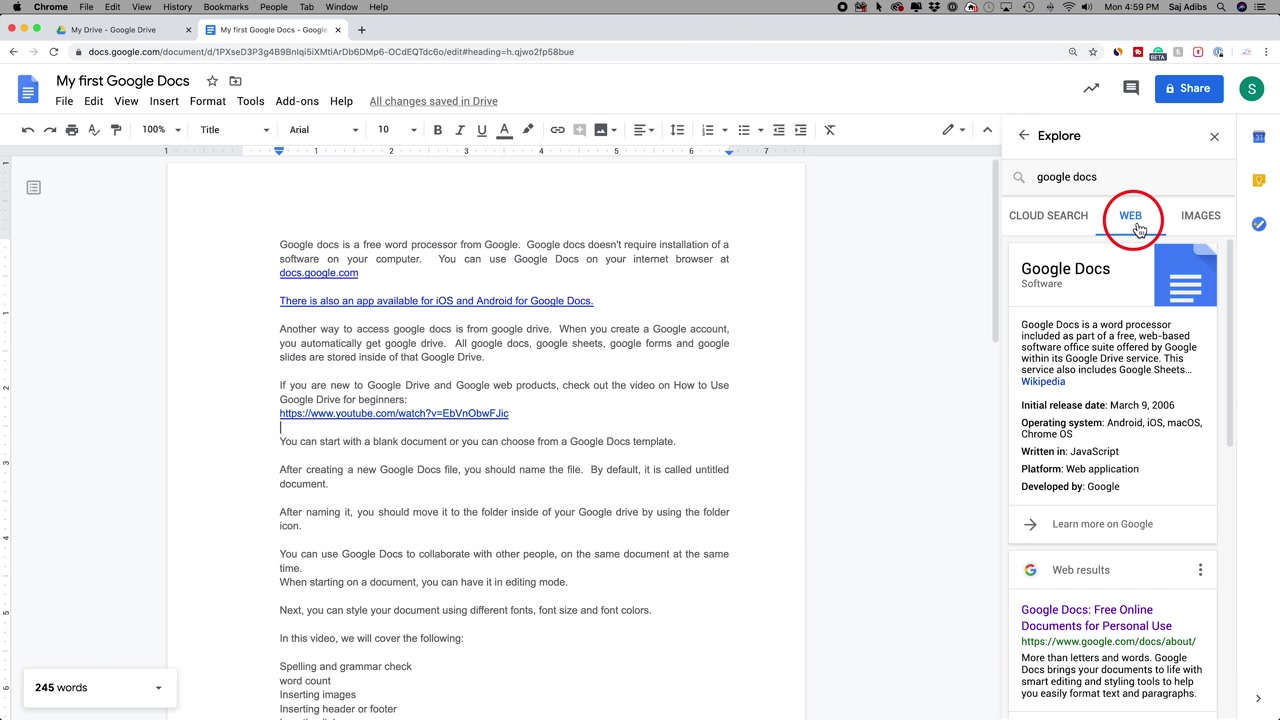 Chrome File Edit View History Bookmarks People Tab Window Help Mon 4:59 PM Saj Adibs
My Drive - Google Drive
My first Google Docs - Google
docs.google.com/document/d/1PXseD3P3g4B9Bnlqi5iXMtiArDb6DMp6-OCdEQTdc6o/edit#heading=h.qjwo2fp58bue
BETA
My first Google Docs
File Edit View Insert Format Tools Add-ons Help All changes saved in Drive
Share
S
100% Title Arial 10 B I U A
1 1 2 3 4 5 6 7
Google docs is a free word processor from Google. Google docs doesn't require installation of a
software on your computer. You can use Google Docs on your internet browser at
docs.google.com
There is also an app available for iOS and Android for Google Docs.
Another way to access google docs is from google drive. When you create a Google account,
you automatically get google drive. All google docs, google sheets, google forms and google
slides are stored inside of that Google Drive.
If you are new to Google Drive and Google web products, check out the video on How to Use
Google Drive for beginners:
https://www.youtube.com/watch?v=EbVnObwFJic
You can start with a blank document or you can choose from a Google Docs template.
After creating a new Google Docs file, you should name the file. By default, it is called untitled
document.
After naming it, you should move it to the folder inside of your Google drive by using the folder
icon.
You can use Google Docs to collaborate with other people, on the same document at the same
time.
When starting on a document, you can have it in editing mode.
Next, you can style your document using different fonts, font size and font colors.
In this video, we will cover the following:
Spelling and grammar check
word count
Inserting images
Inserting header or footer
245 words
Explore
google docs
CLOUD SEARCH WEB IMAGES
Google Docs
Software
Google Docs is a word processor
included as part of a free, web-based
software office suite offered by Google
within its Google Drive service. This
service also includes Google Sheets...
Wikipedia
Initial release date: March 9, 2006
Operating system: Android, iOS, macOS,
Chrome OS
Written in: JavaScript
Platform: Web application
Developed by: Google
Learn more on Google
Web results
Google Docs: Free Online
Documents for Personal Use
https://www.google.com/docs/about/
More than letters and words. Google
Docs brings your documents to life with
smart editing and styling tools to help
you easily format text and paragraphs.